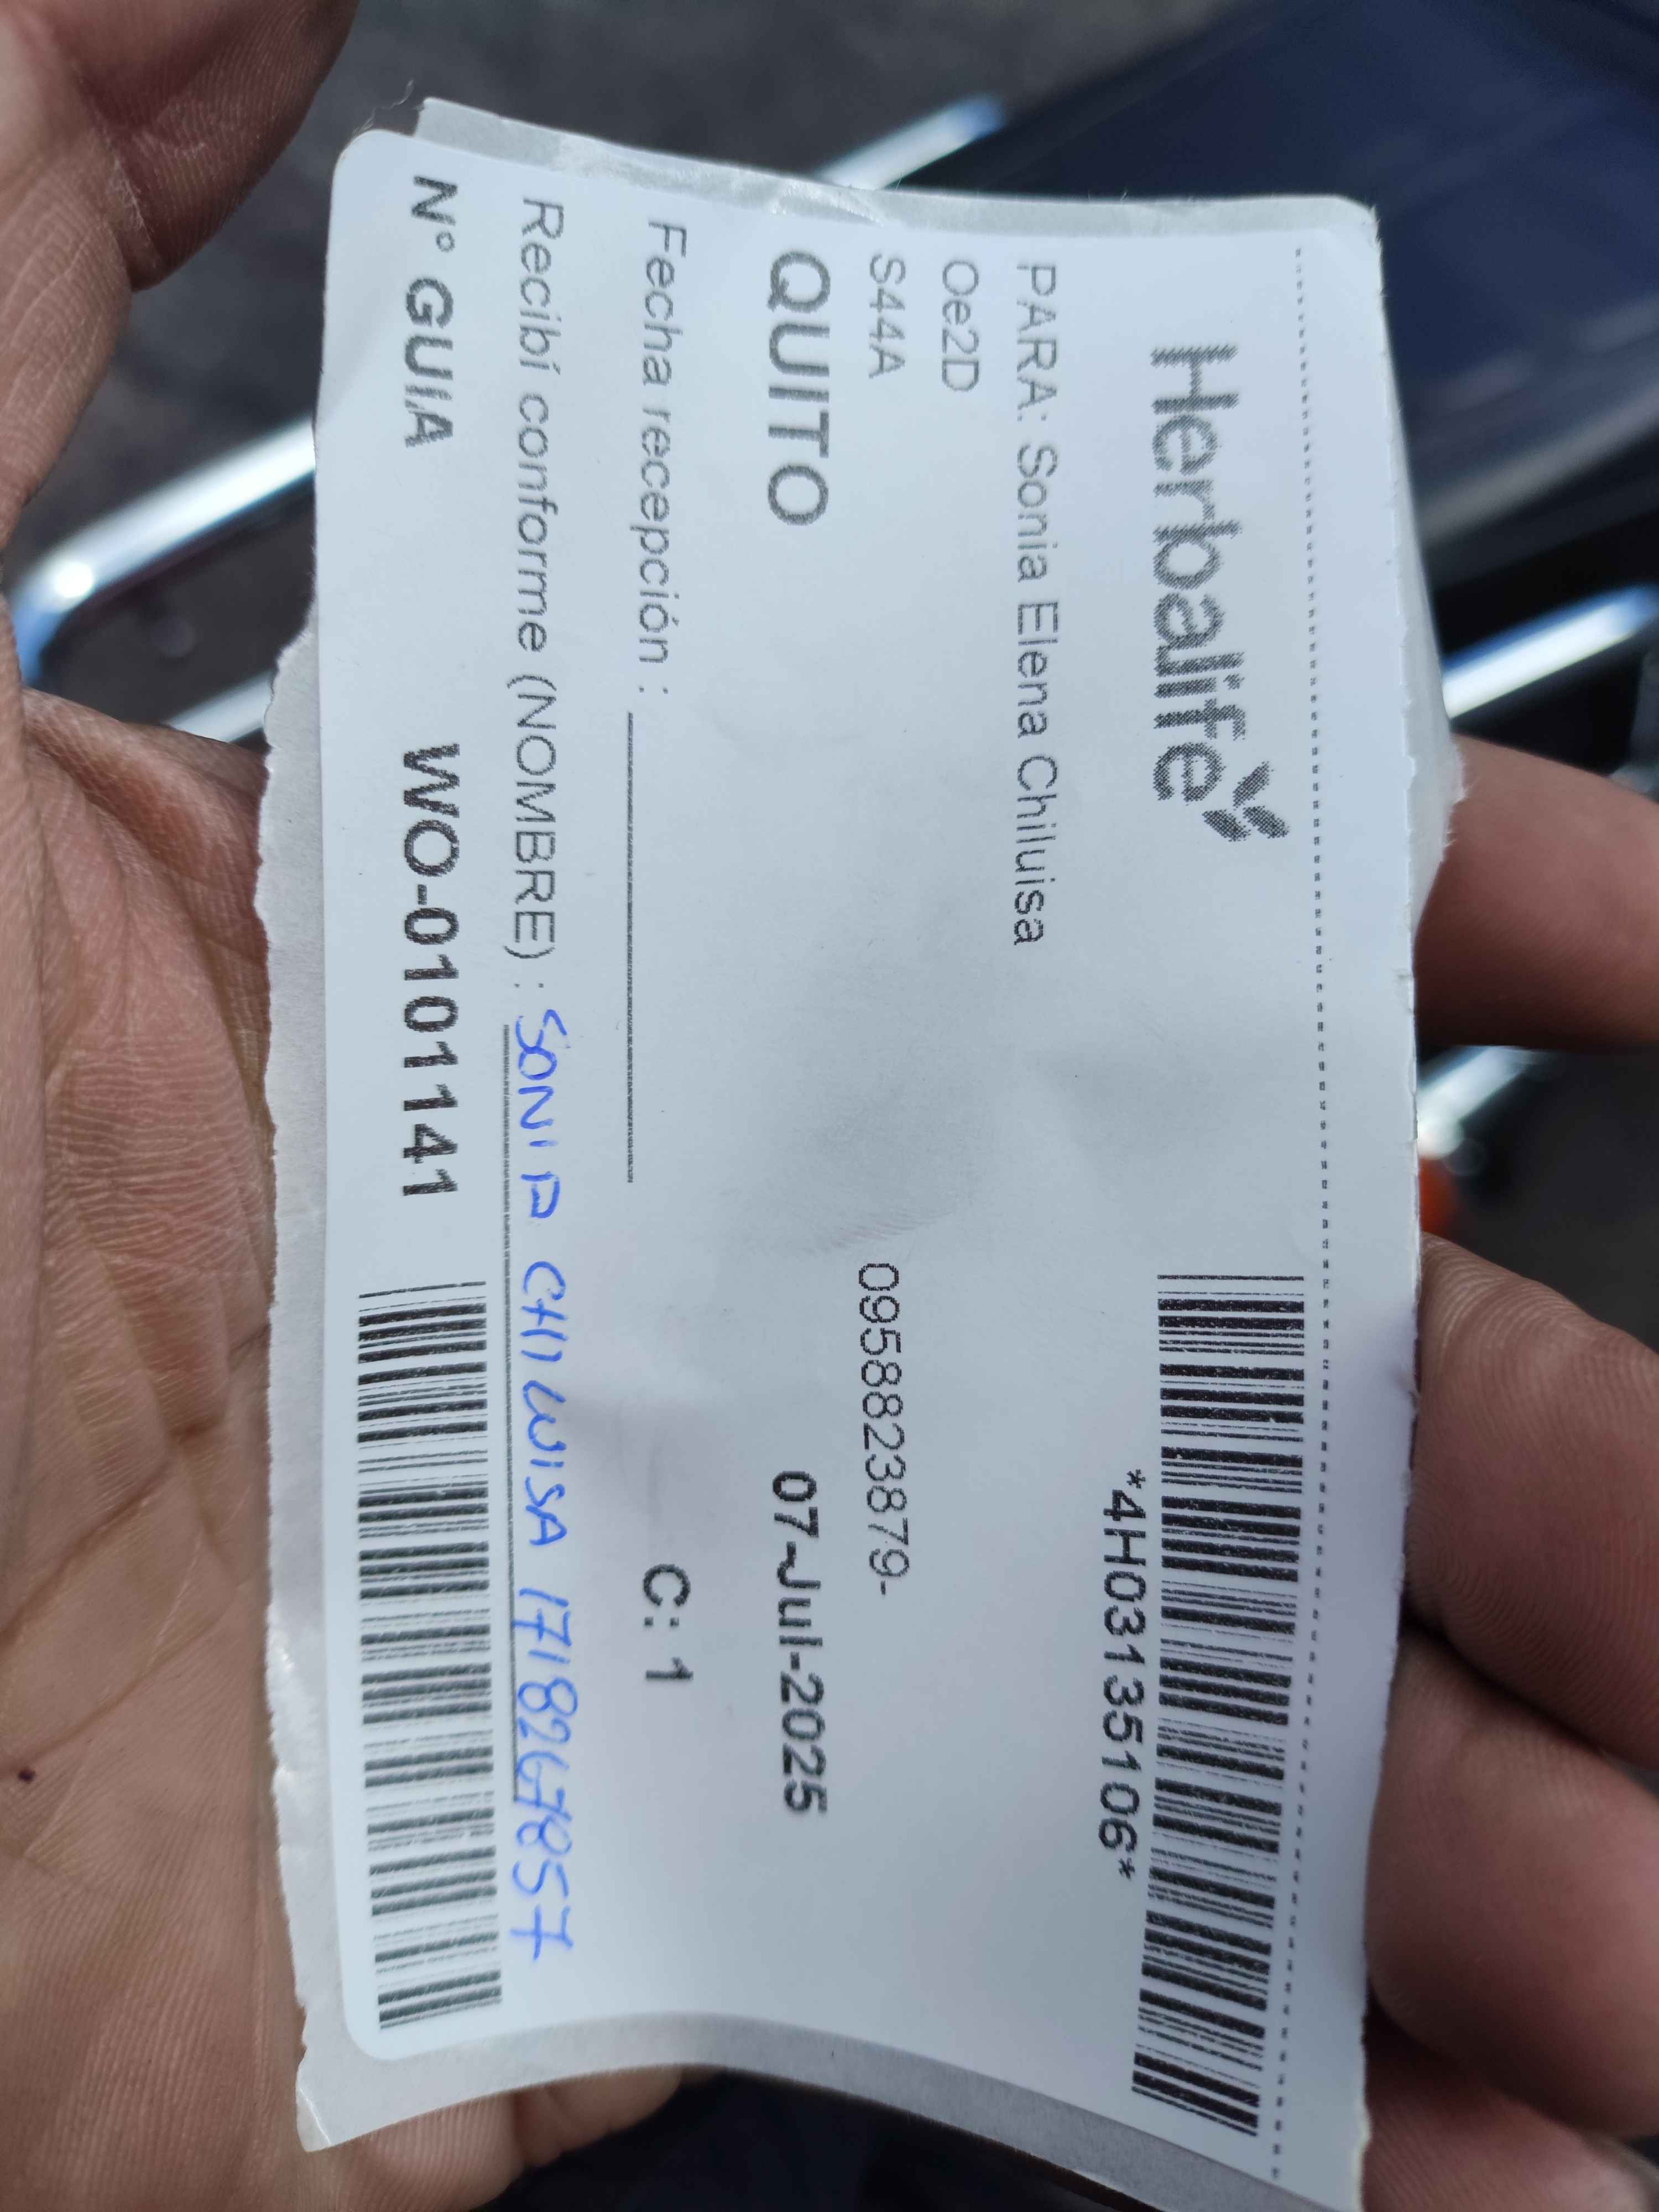 Herbalife
*4H03135106*
PARA: Sonia Elena Chiluisa
Oe2D
S44A 0958823879-
QUITO 07-Jul-2025
Fecha recepción : C: 1
Recibí conforme (NOMBRE) : SONIA CHILUISA 1718267857
N° GUIA WO-0101141